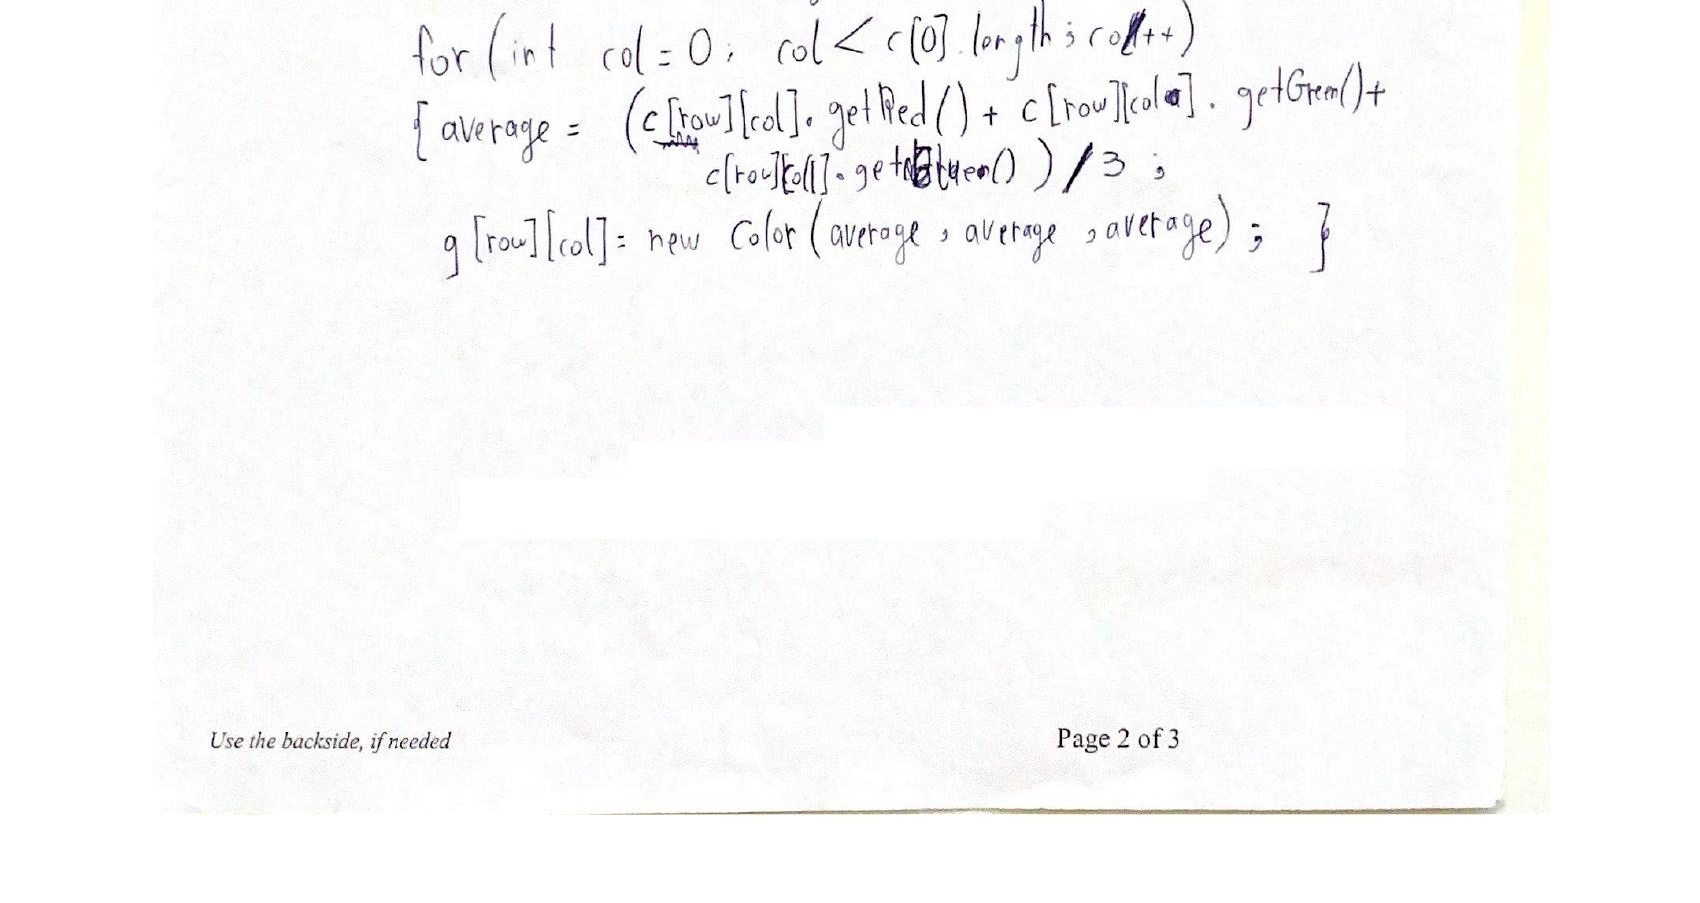 for (int col = 0; col < c[0].length; col++)
{ average = (c[row][col]. getRed() + c[row][col]. getGreen()+
c[row][col]. getBlueen() ) / 3 ;
g [row][col] = new Color (average , average , average) ; }
Use the backside, if needed Page 2 of 3